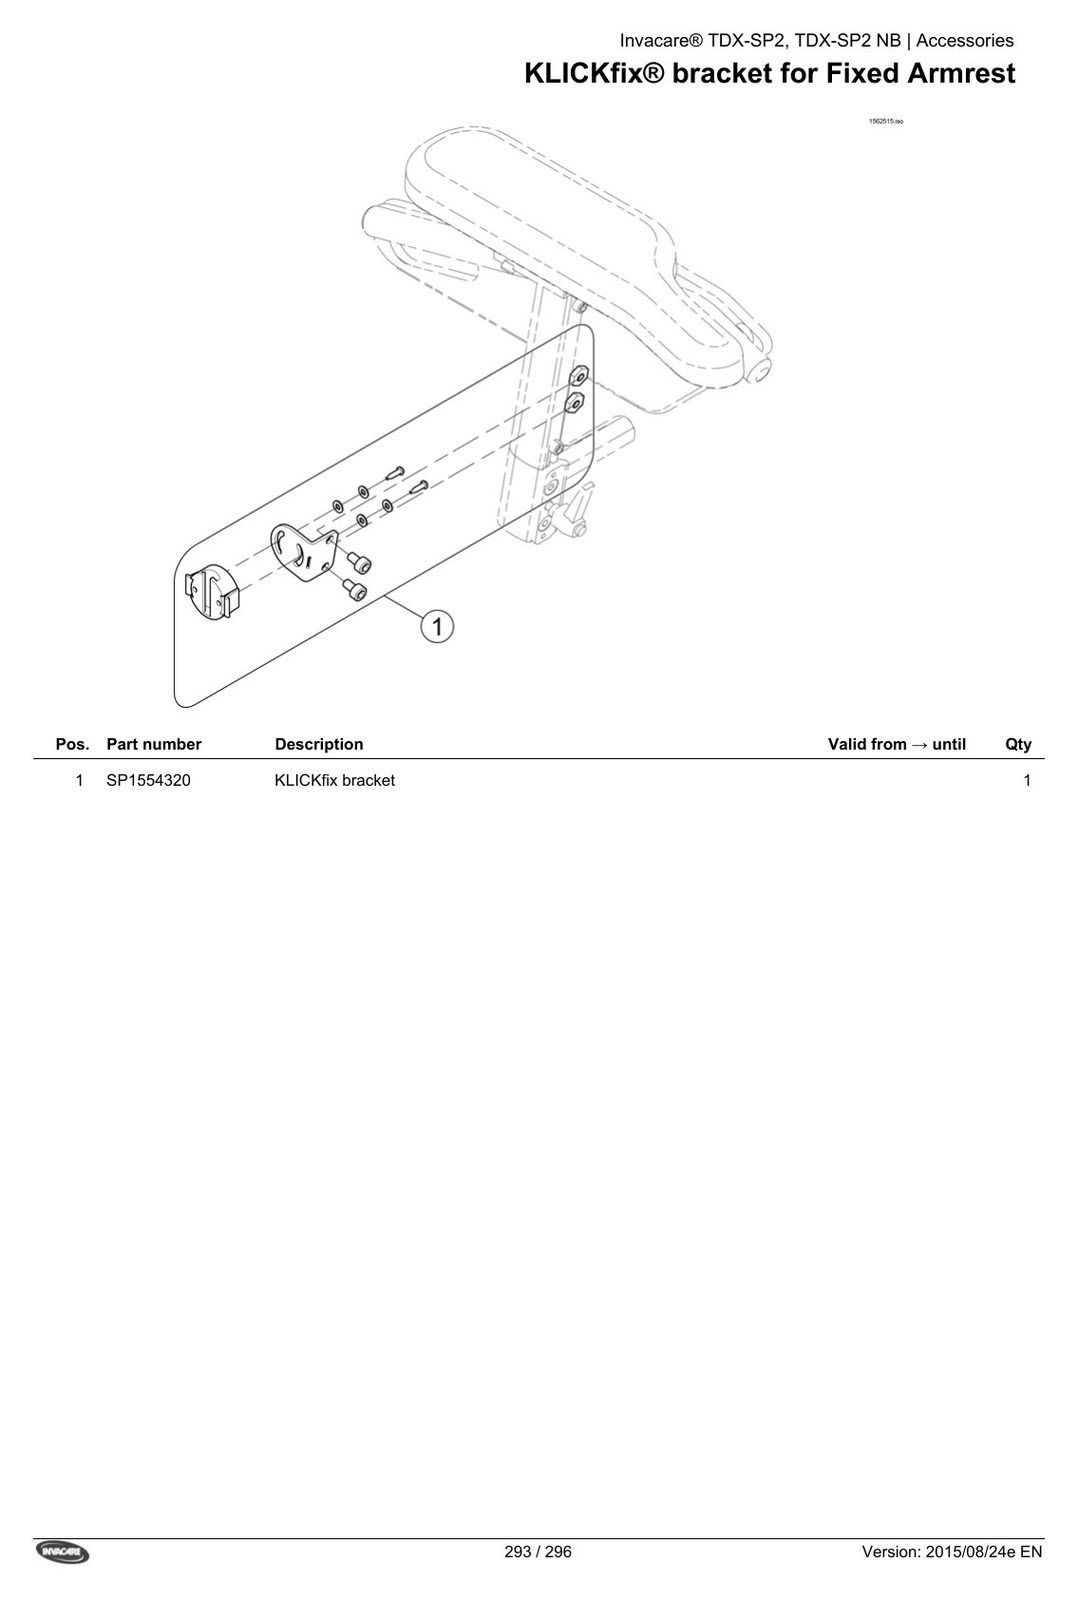 Invacare® TDX-SP2, TDX-SP2 NB | Accessories
KLICKfix® bracket for Fixed Armrest
1562515.iso
1
Pos. Part number Description Valid from → until Qty
1 SP1554320 KLICKfix bracket 1
INVACARE 293 / 296 Version: 2015/08/24e EN